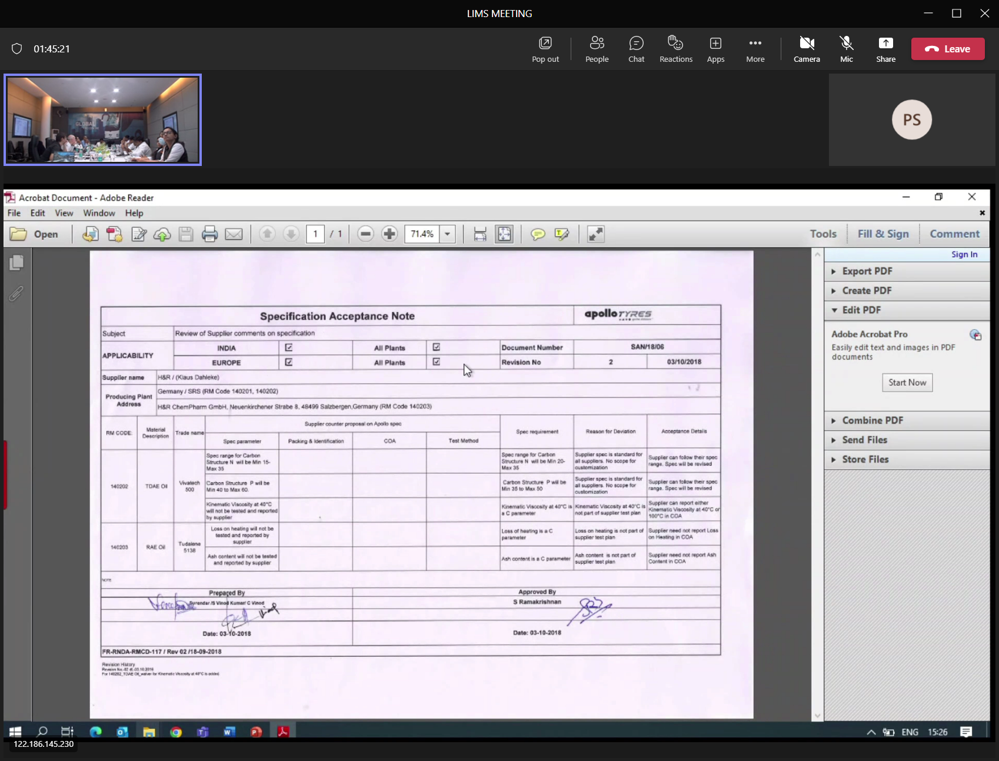 LIMS MEETING
01:45:21
Pop out
People
Chat
Reactions
Apps
More
Camera
Mic
Share
Leave
GLOBAL
PS
Acrobat Document - Adobe Reader
File Edit View Window Help
Open
1 / 1
71.4%
Tools
Fill & Sign
Comment
Sign In
Export PDF
Create PDF
Edit PDF
Adobe Acrobat Pro
Easily edit text and images in PDF
documents
Start Now
Combine PDF
Send Files
Store Files
Specification Acceptance Note
apollo TYRES
Subject
Review of Supplier comments on specification
APPLICABILITY
INDIA
All Plants
Document Number
SAN/18/06
EUROPE
All Plants
Revision No
2
03/10/2018
Supplier name
H&R / (Klaus Dahleke)
Producing Plant
Address
Germany / SRS (RM Code 140201, 140202)
H&R ChemPharm GmbH, Neuenkirchener Strabe 8, 48499 Salzbergen,Germany (RM Code 140203)
RM CODE
Material
Description
Trade name
Supplier counter proposal on Apollo spec
Spec parameter
Packing & Identification
COA
Test Method
Spec requirement
Reason for Deviation
Acceptance Details
140202
TDAE Oil
Vivatech
500
Spec range for Carbon
Structure N will be Min 15-
Max 35
Spec range for Carbon
Structure N will be Min 20-
Max 35
Supplier spec is standard for
all suppliers. No scope for
customization
Supplier can follow their spec
range. Spec will be revised
Carbon Structure P will be
Min 40 to Max 60.
Carbon Structure P will be
Min 35 to Max 50
Supplier spec is standard for
all suppliers. No scope for
customization
Supplier can follow their spec
range. Spec will be revised
Kinematic Viscosity at 40°C
will not be tested and reported
by supplier
Kinematic Viscosity at 40°C is
a C parameter
Kinematic Viscosity at 40°C is
not part of supplier test plan
Supplier can report either
Kinematic Viscosity at 40°C or
100°C in COA
140203
RAE Oil
Tudalene
5138
Loss on heating will not be
tested and reported by
supplier
Loss of heating is a C
parameter
Loss on heating is not part of
supplier test plan
Supplier need not report Loss
on Heating in COA
Ash content will not be tested
and reported by supplier
Ash content is a C parameter
Ash content is not part of
supplier test plan
Supplier need not report Ash
Content in COA
NOTE
Prepared By
Approved By
Surendar /S Vinod Kumar/ C Vinod
S Ramakrishnan
Date: 03-10-2018
Date: 03-10-2018
FR-RNDA-RMCD-117 / Rev 02 /18-09-2018
Revision History
Revision No.-02 dt.-03.10.2018
For 140202_TDAE Oil_waiver for Kinematic Viscosity at 40°C is added.
ENG
15:26
122.186.145.230